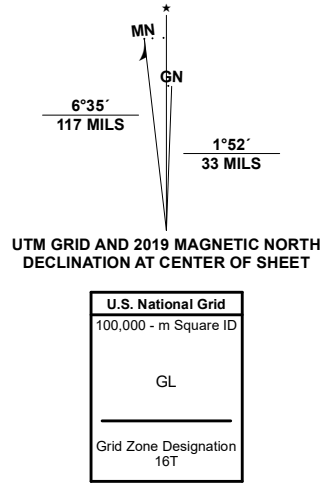 MN
GN
6°35´
117 MILS
1°52´
33 MILS
UTM GRID AND 2019 MAGNETIC NORTH
DECLINATION AT CENTER OF SHEET
U.S. National Grid
100,000 - m Square ID
GL
Grid Zone Designation
16T